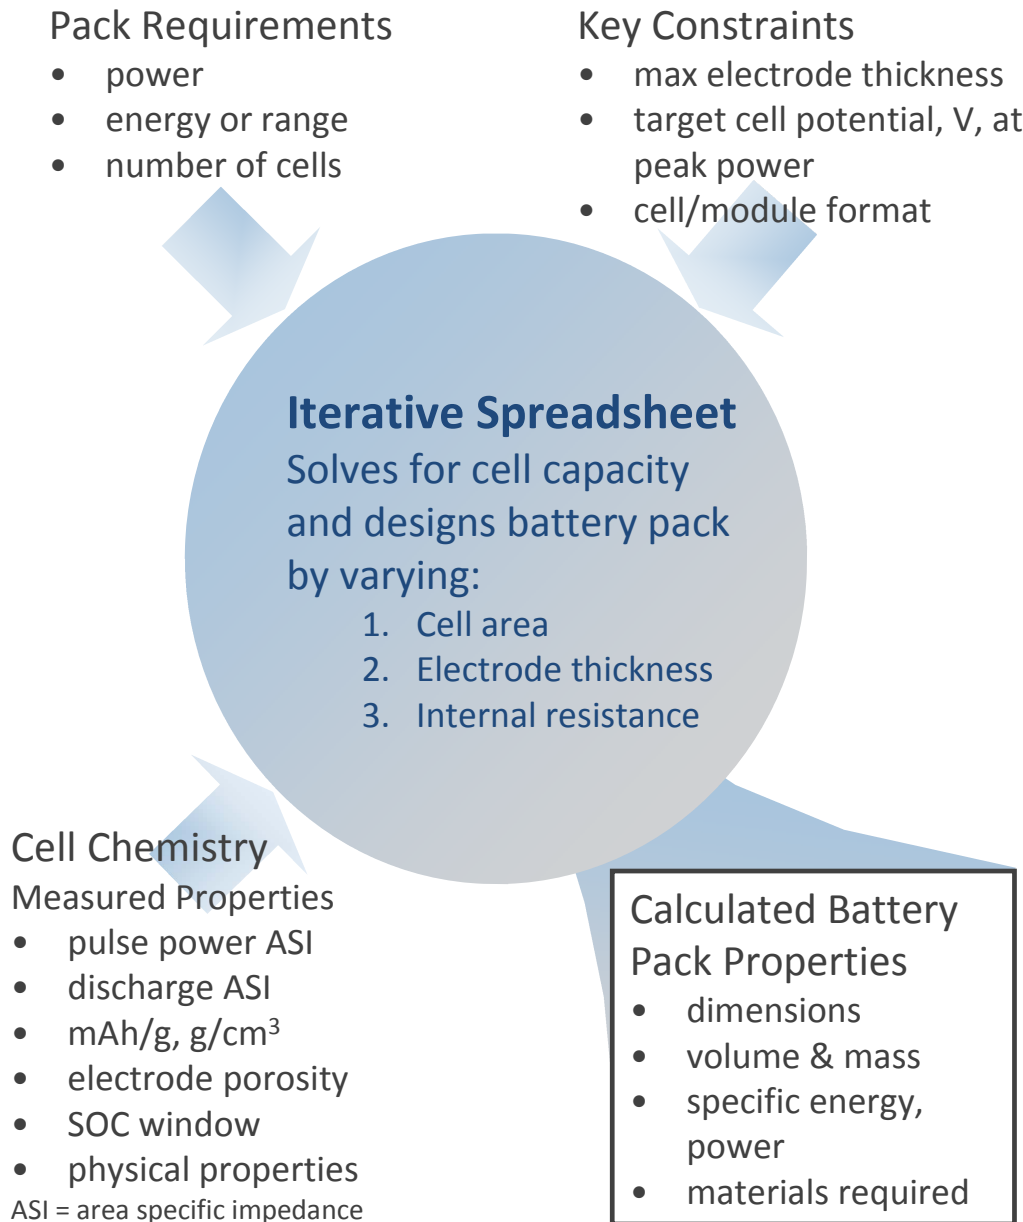 Pack Requirements
• power
• energy or range
• number of cells
Key Constraints
• max electrode thickness
• target cell potential, V, at
peak power
• cell/module format
Iterative Spreadsheet
Solves for cell capacity
and designs battery pack
by varying:
1. Cell area
2. Electrode thickness
3. Internal resistance
Cell Chemistry
Measured Properties
• pulse power ASI
• discharge ASI
• mAh/g, g/cm³
• electrode porosity
• SOC window
• physical properties
ASI = area specific impedance
Calculated Battery
Pack Properties
• dimensions
• volume & mass
• specific energy,
power
• materials required